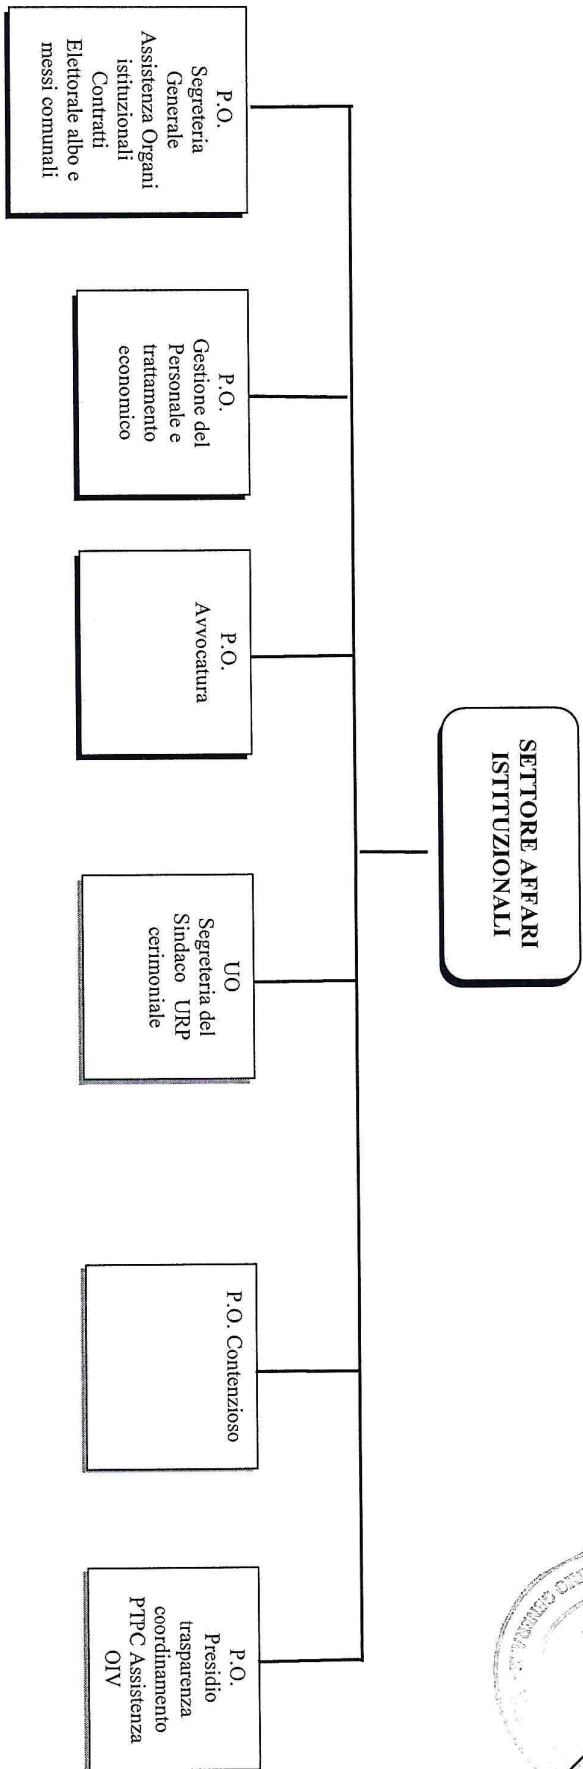 SETTORE AFFARI
ISTITUZIONALI
P.O.
Segreteria
Generale
Assistenza Organi
istituzionali
Contratti
Elettorale albo e
messi comunali
P.O.
Gestione del
Personale e
trattamento
economico
P.O.
Avvocatura
UO
Segreteria del
Sindaco URP
cerimoniale
P.O. Contenzioso
P.O.
Presidio
trasparenza
coordinamento
PTPC Assistenza
OIV